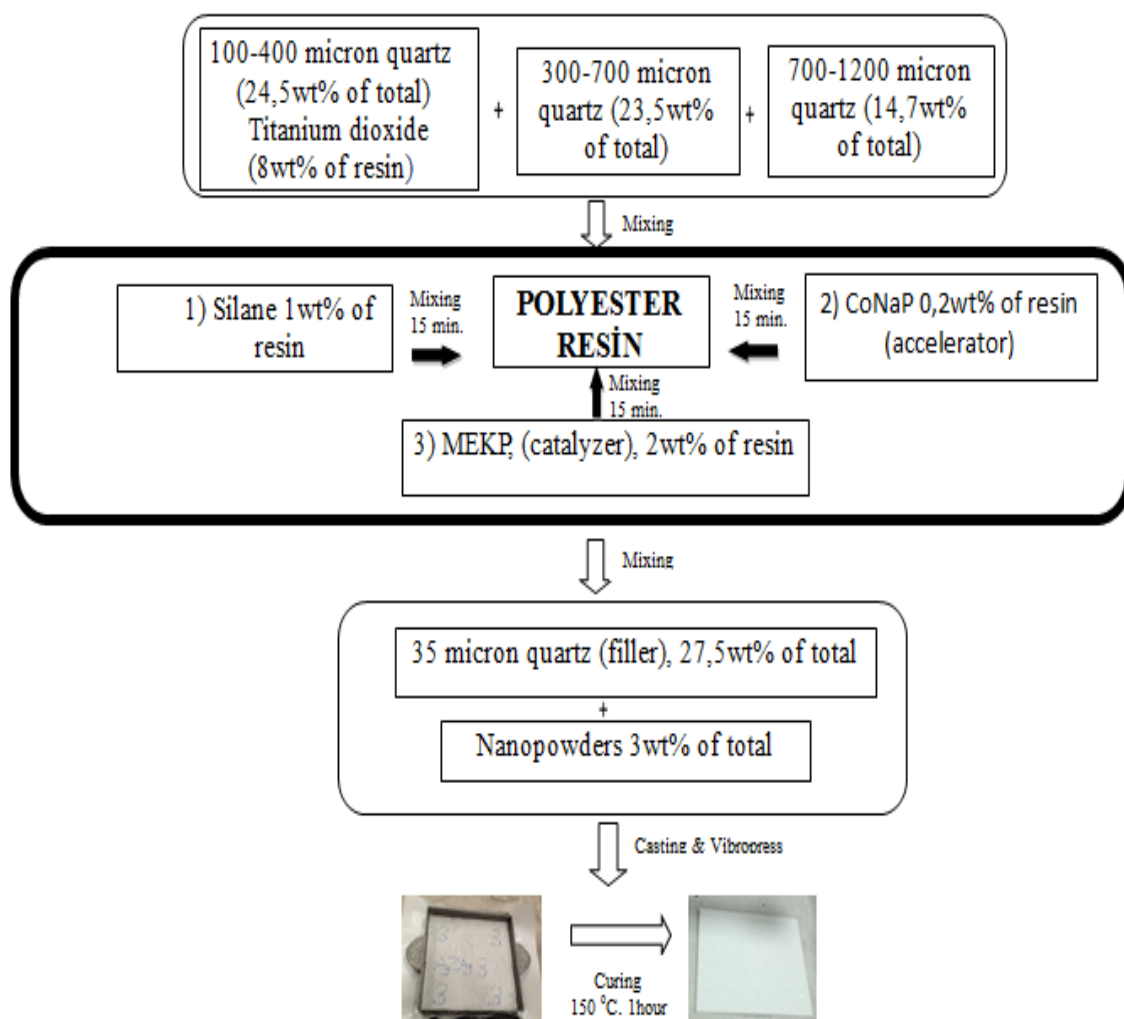 100-400 micron quartz
(24,5wt% of total)
Titanium dioxide
(8wt% of resin)
+
300-700 micron
quartz (23,5wt%
of total)
+
700-1200 micron
quartz (14,7wt%
of total)
Mixing
1) Silane 1wt% of
resin
Mixing
15 min.
POLYESTER
RESİN
Mixing
15 min.
2) CoNaP 0,2wt% of resin
(accelerator)
Mixing
15 min.
3) MEKP, (catalyzer), 2wt% of resin
Mixing
35 micron quartz (filler), 27,5wt% of total
+
Nanopowders 3wt% of total
Casting & Vibropress
Curing
150 ⁰C. 1hour